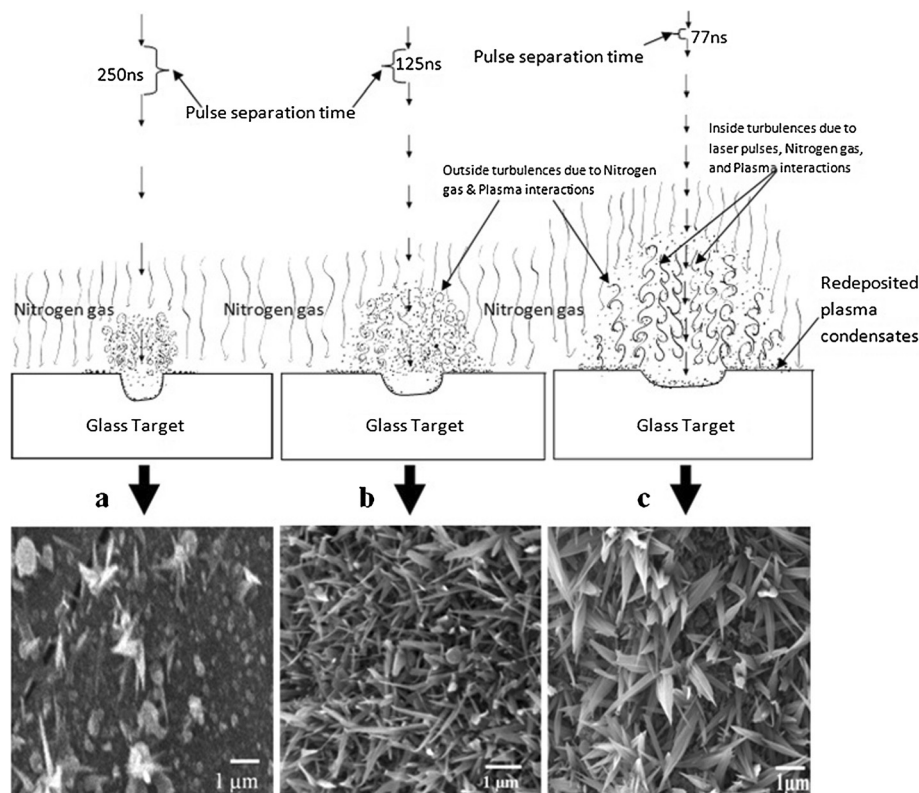 250ns
Pulse separation time
125ns
Pulse separation time
77ns
Outside turbulences due to Nitrogen
gas & Plasma interactions
Inside turbulences due to
laser pulses, Nitrogen gas,
and Plasma interactions
Nitrogen gas
Nitrogen gas
Nitrogen gas
Redeposited
plasma
condensates
Glass Target
Glass Target
Glass Target
a
b
c
1 μm
1 μm
1μm